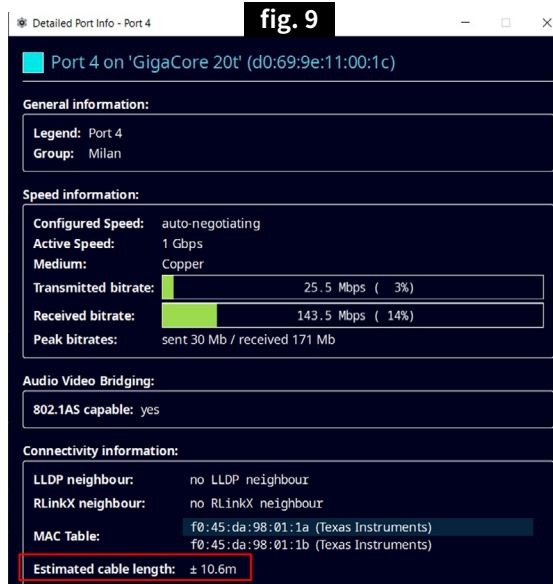 fig. 9
Detailed Port Info - Port 4
Port 4 on 'GigaCore 20t' (d0:69:9e:11:00:1c)
General information:
Legend: Port 4
Group: Milan
Speed information:
Configured Speed: auto-negotiating
Active Speed: 1 Gbps
Medium: Copper
Transmitted bitrate: 25.5 Mbps ( 3%)
Received bitrate: 143.5 Mbps ( 14%)
Peak bitrates: sent 30 Mb / received 171 Mb
Audio Video Bridging:
802.1AS capable: yes
Connectivity information:
LLDP neighbour: no LLDP neighbour
RLinkX neighbour: no RLinkX neighbour
MAC Table: f0:45:da:98:01:1a (Texas Instruments)
f0:45:da:98:01:1b (Texas Instruments)
Estimated cable length: ± 10.6m